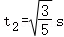 t₂=√(3/5) s